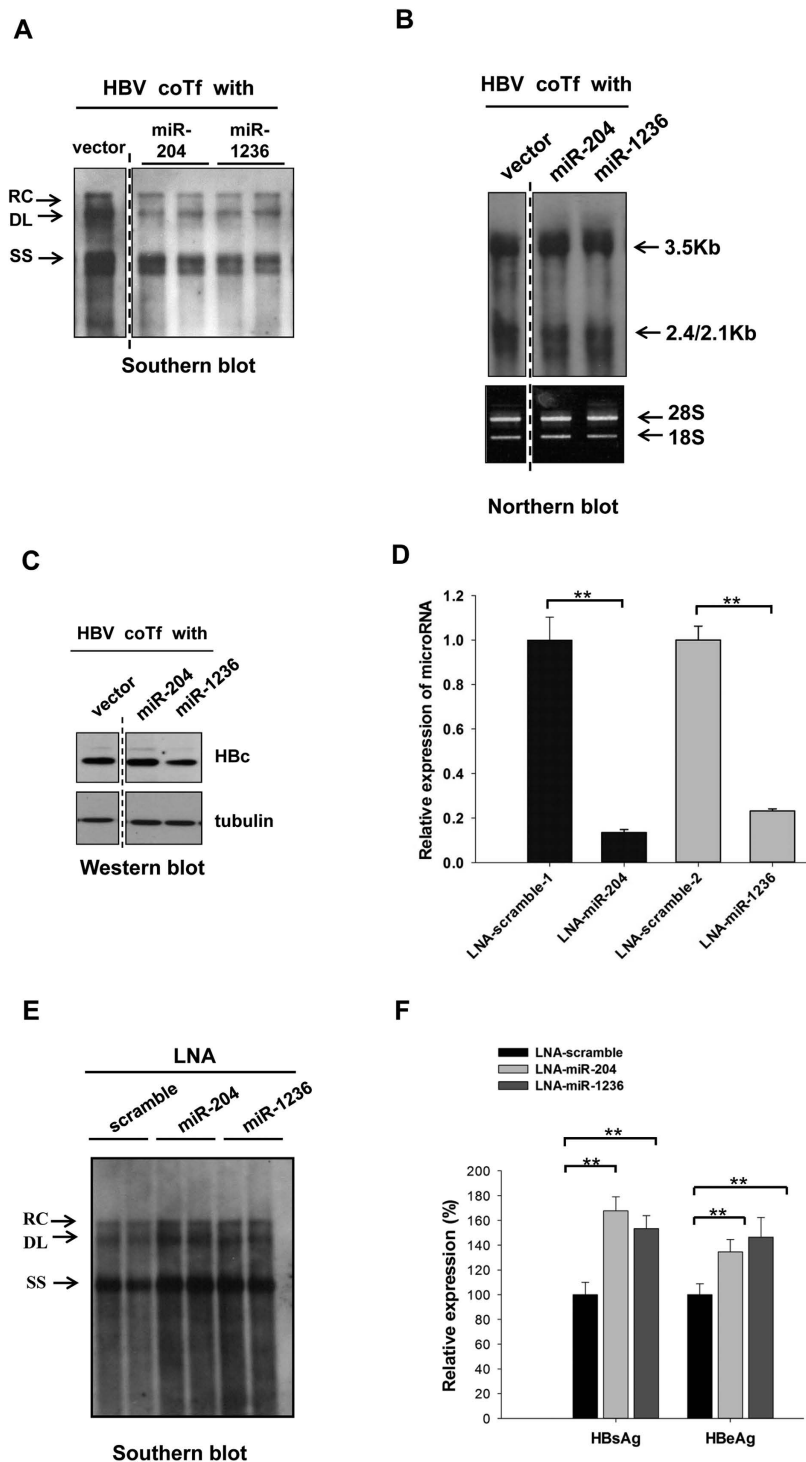 A
HBV coTf with
vector
miR-
204
miR-
1236
RC
DL
SS
Southern blot
B
HBV coTf with
vector
miR-204
miR-1236
3.5Kb
2.4/2.1Kb
28S
18S
Northern blot
C
HBV coTf with
vector
miR-204
miR-1236
HBc
tubulin
Western blot
D
Relative expression of microRNA
1.2
1.0
0.8
0.6
0.4
0.2
0.0
**
**
LNA-scramble-1
LNA-miR-204
LNA-scramble-2
LNA-miR-1236
E
LNA
scramble
miR-204
miR-1236
RC
DL
SS
Southern blot
F
LNA-scramble
LNA-miR-204
LNA-miR-1236
Relative expression (%)
200
180
160
140
120
100
80
60
40
20
0
**
**
**
**
HBsAg
HBeAg